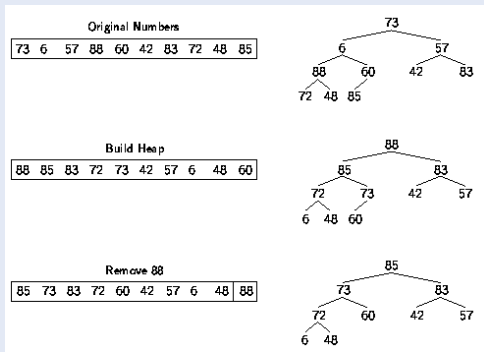 Original Numbers
73 6 57 88 60 42 83 72 48 85
73
6 57
88 60 42 83
72 48 85
Build Heap
88 85 83 72 73 42 57 6 48 60
88
85 83
72 73 42 57
6 48 60
Remove 88
85 73 83 72 60 42 57 6 48 88
85
73 83
72 60 42 57
6 48